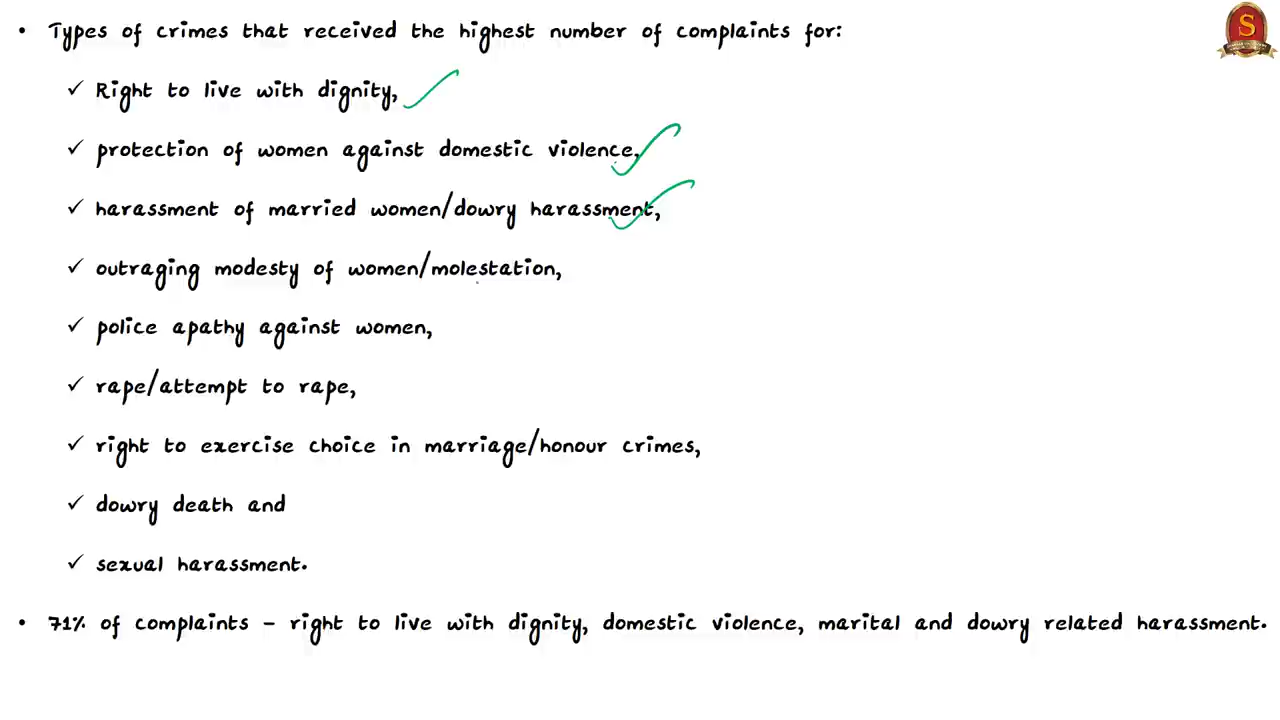 • Types of crimes that received the highest number of complaints for:
✓ Right to live with dignity,
✓ protection of women against domestic violence,
✓ harassment of married women/dowry harassment,
✓ outraging modesty of women/molestation,
✓ police apathy against women,
✓ rape/attempt to rape,
✓ right to exercise choice in marriage/honour crimes,
✓ dowry death and
✓ sexual harassment.
• 71% of complaints – right to live with dignity, domestic violence, marital and dowry related harassment.
S